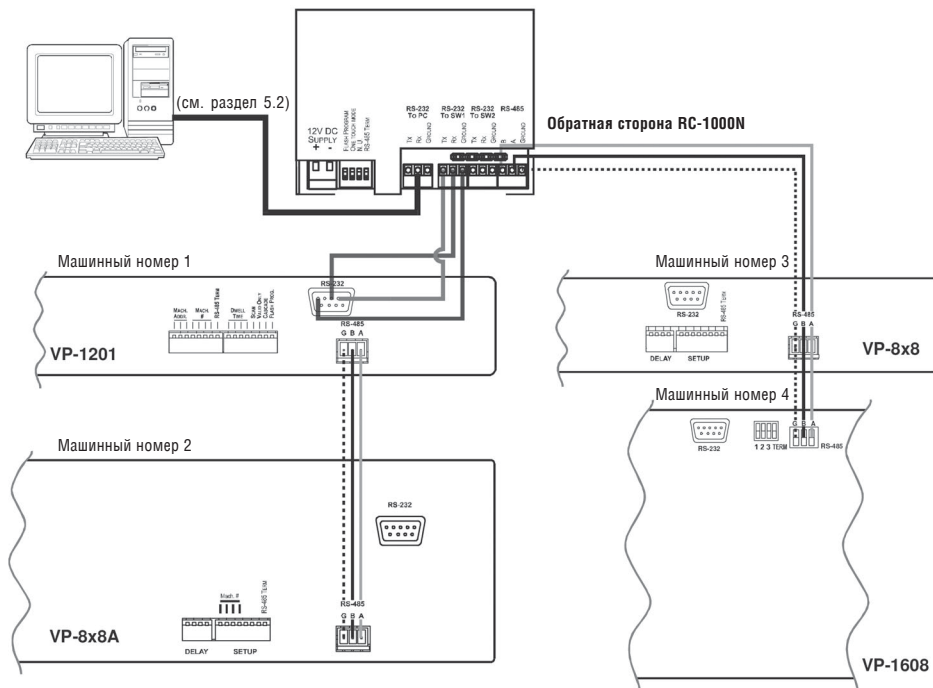 (см. раздел 5.2)
12V DC
SUPPLY
+ -
FLASH PROGRAM
ONE TOUCH MODE
N. U
RS-485 TERM
RS-232
To PC
RS-232
To SW1
RS-232
To SW2
RS-485
TX
RX
GROUND
TX
RX
GROUND
TX
RX
GROUND
B
A
GROUND
Обратная сторона RC-1000N
Машинный номер 1
MACH. ADDR.
MACH. #
RS-485 TERM
DWELL TIME
SCAN
FLASH PROG.
RS-232
RS-485
G B A
VP-1201
Машинный номер 2
RS-232
Mach. #
RS-485 TERM
RS-485
G B A
VP-8x8A
DELAY
SETUP
Машинный номер 3
RS-232
RS-485 TERM
RS-485
G B A
DELAY
SETUP
VP-8x8
Машинный номер 4
RS-232
1 2 3 TERM
G B A
RS-485
VP-1608